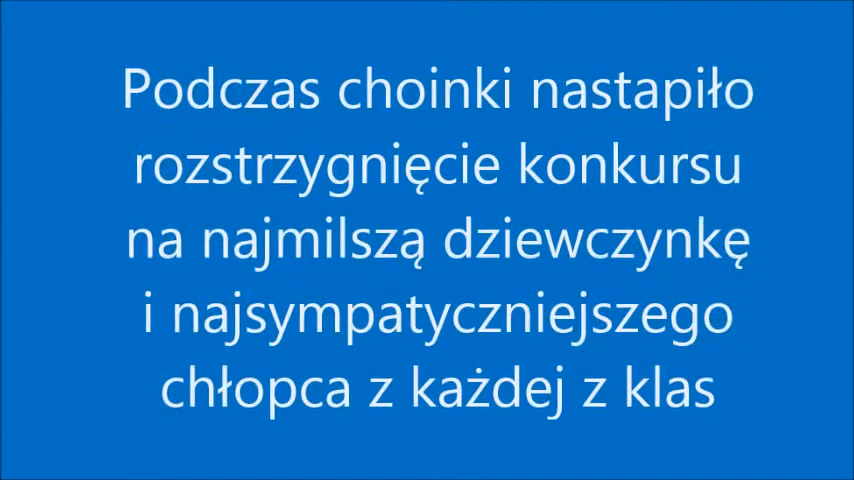 Podczas choinki nastapiło
rozstrzygnięcie konkursu
na najmilszą dziewczynkę
i najsympatyczniejszego
chłopca z każdej z klas